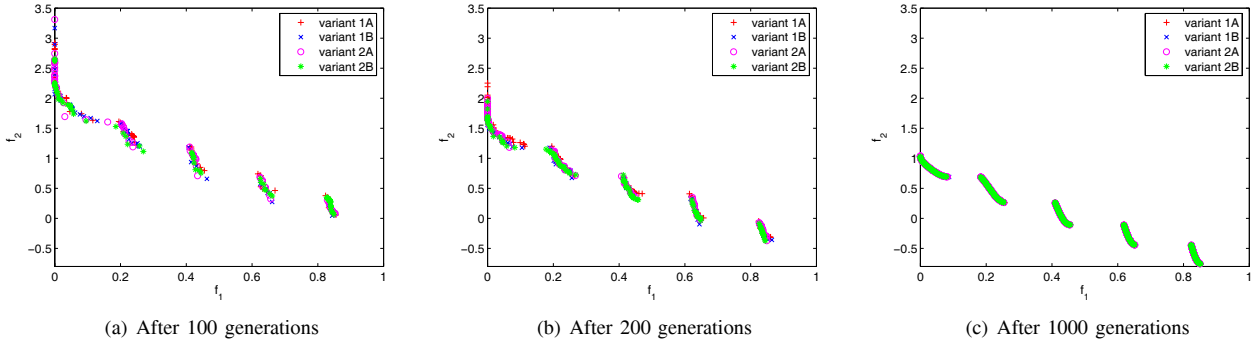 3.5
3
2.5
2
1.5
1
0.5
0
−0.5
f2
0 0.2 0.4 0.6 0.8 1
f1
variant 1A
variant 1B
variant 2A
variant 2B
(a) After 100 generations
3.5
3
2.5
2
1.5
1
0.5
0
−0.5
f2
0 0.2 0.4 0.6 0.8 1
f1
variant 1A
variant 1B
variant 2A
variant 2B
(b) After 200 generations
3.5
3
2.5
2
1.5
1
0.5
0
−0.5
f2
0 0.2 0.4 0.6 0.8 1
f1
variant 1A
variant 1B
variant 2A
variant 2B
(c) After 1000 generations